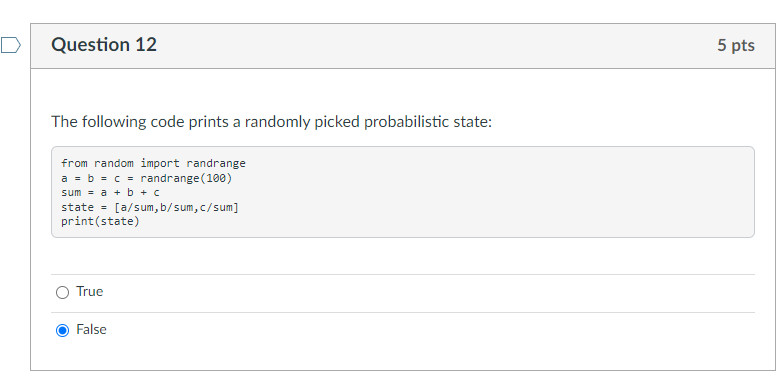 Question 12
5 pts
The following code prints a randomly picked probabilistic state:
from random import randrange
a = b = c = randrange(100)
sum = a + b + c
state = [a/sum,b/sum,c/sum]
print(state)
True
False